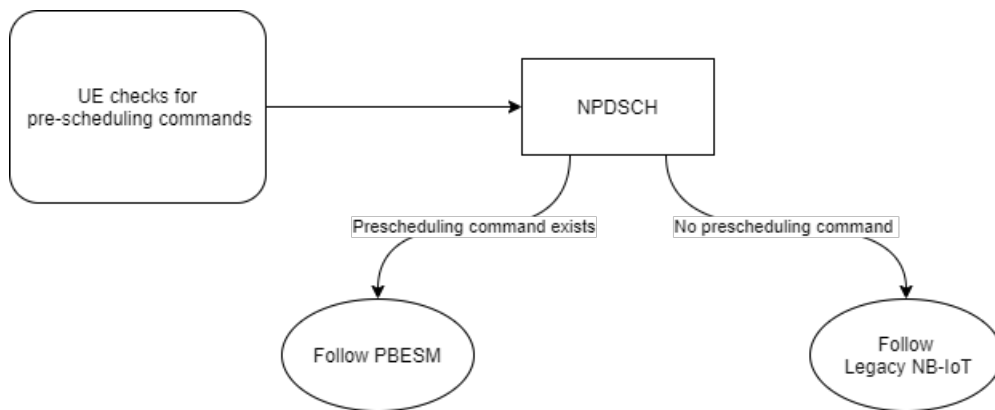 UE checks for
pre-scheduling commands
NPDSCH
Prescheduling command exists
No prescheduling command
Follow PBESM
Follow
Legacy NB-IoT